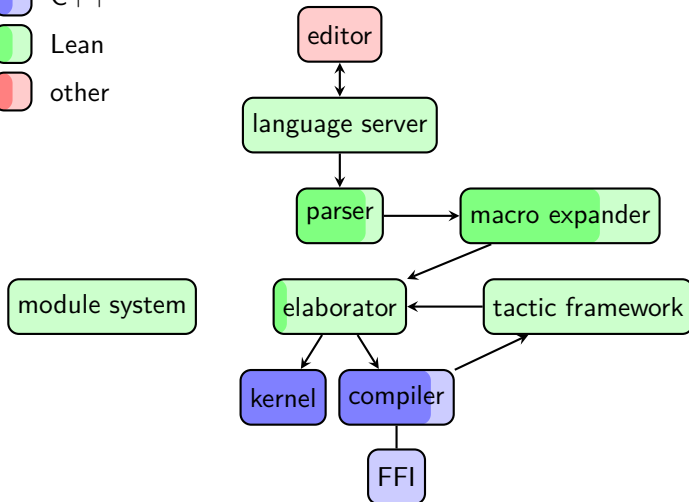 Lean
other
editor
language server
parser
macro expander
module system
elaborator
tactic framework
kernel
compiler
FFI